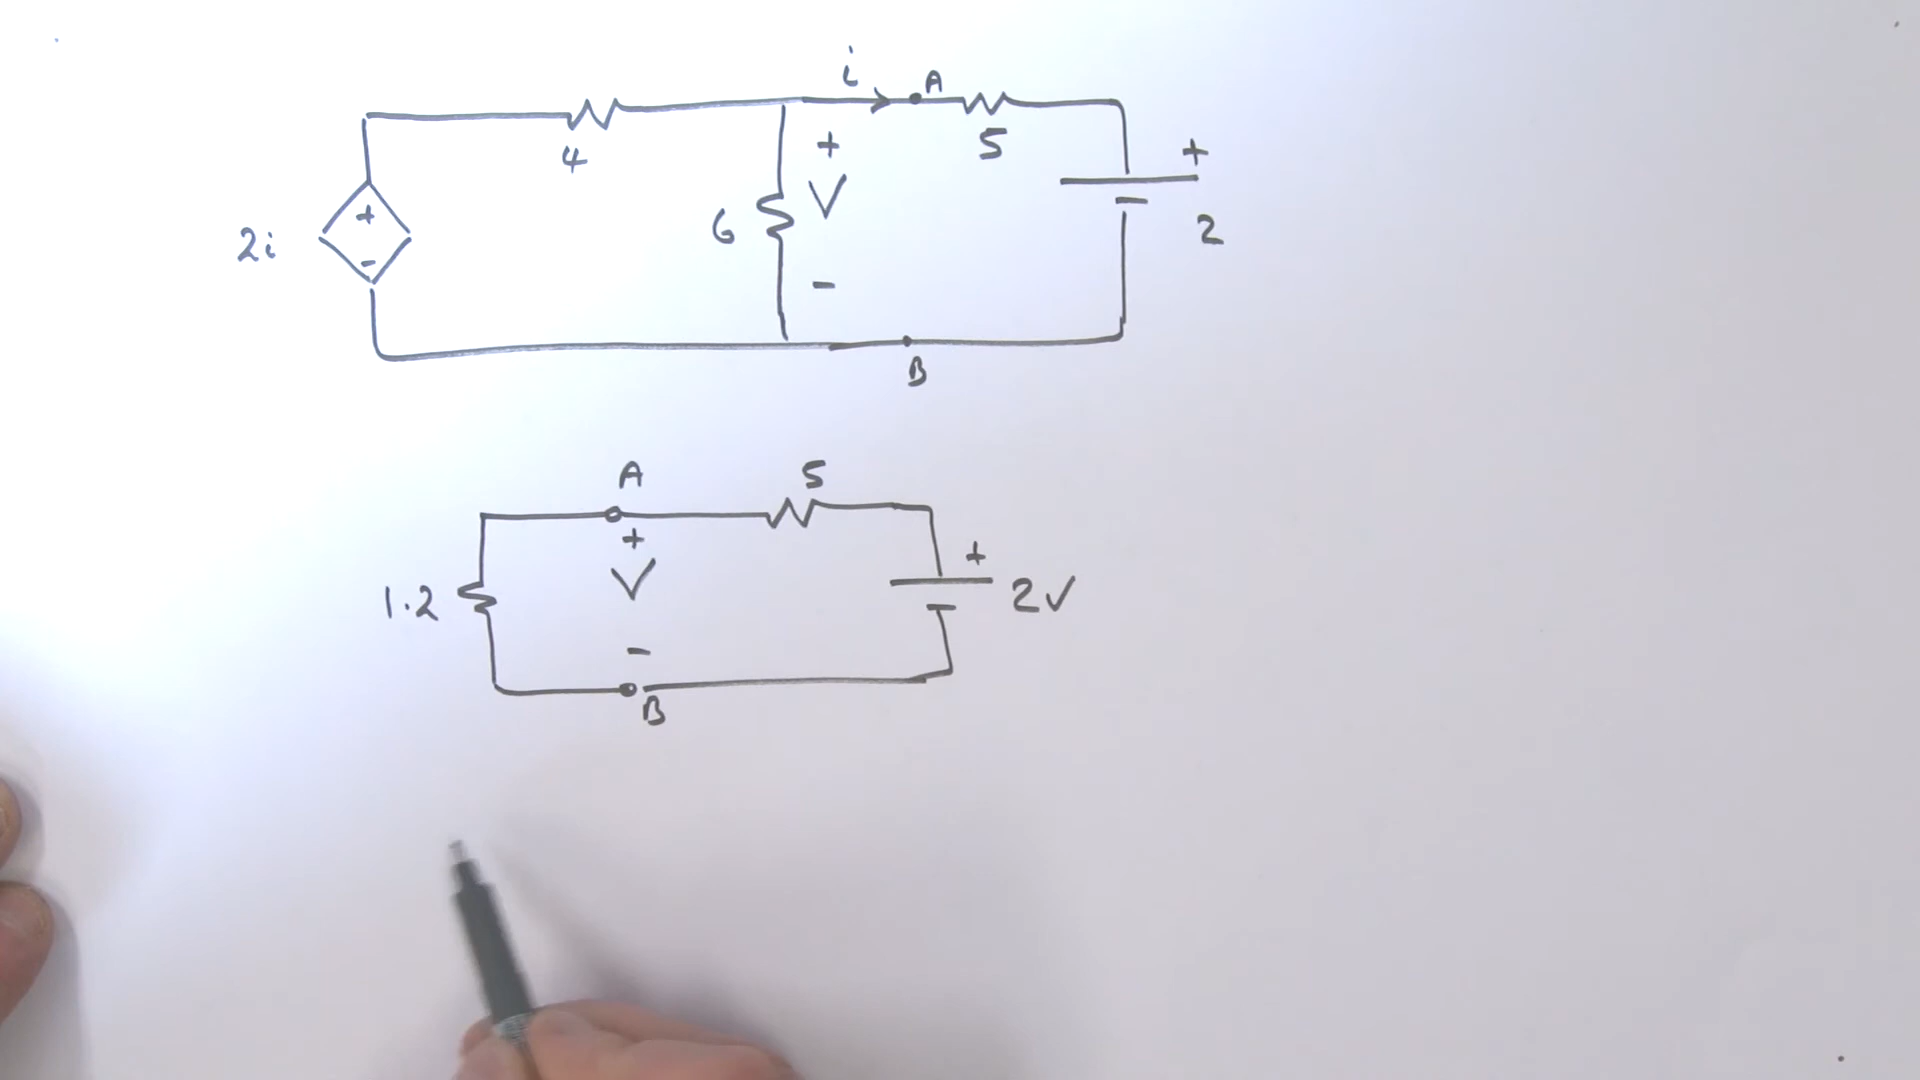 i A
4 5
+ +
2i + - 6 V 2
-
B
A 5
+ +
1.2 V 2V
-
B